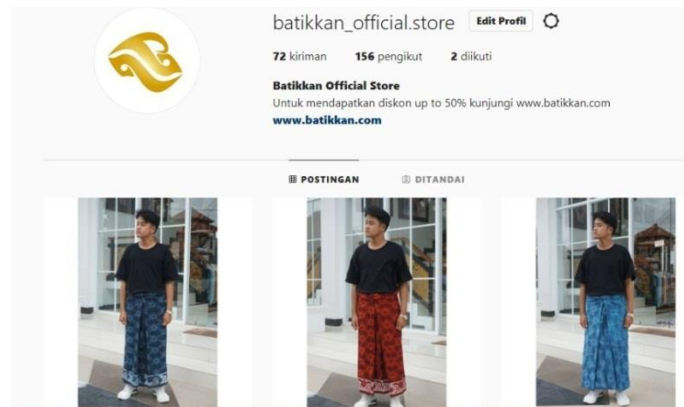 batikkan_official.store Edit Profil
72 kiriman 156 pengikut 2 diikuti
Batikkan Official Store
Untuk mendapatkan diskon up to 50% kunjungi www.batikkan.com
www.batikkan.com
POSTINGAN DITANDAI